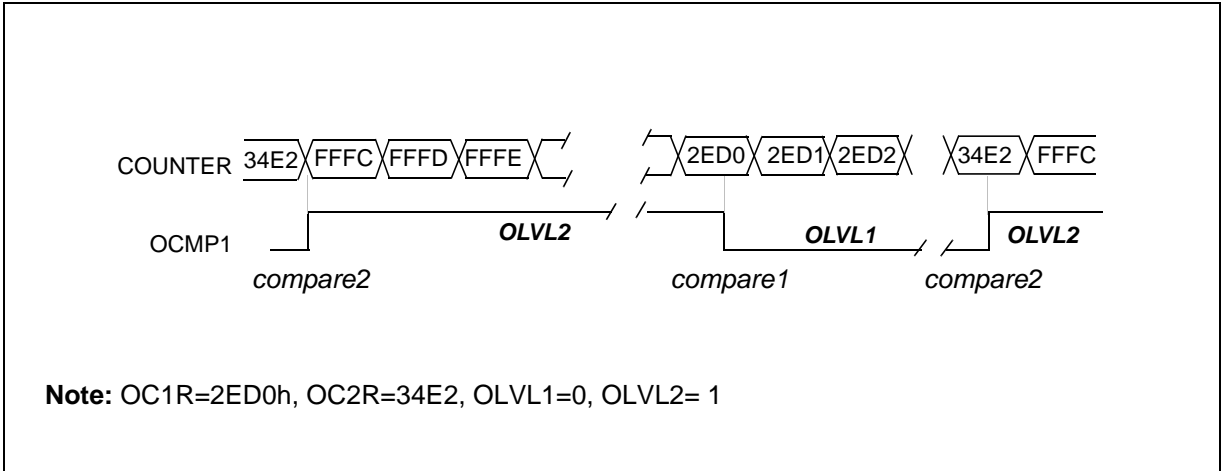 COUNTER 34E2 FFFC FFFD FFFE 2ED0 2ED1 2ED2 34E2 FFFC
OCMP1 OLVL2 OLVL1 OLVL2
compare2 compare1 compare2
Note: OC1R=2ED0h, OC2R=34E2, OLVL1=0, OLVL2= 1